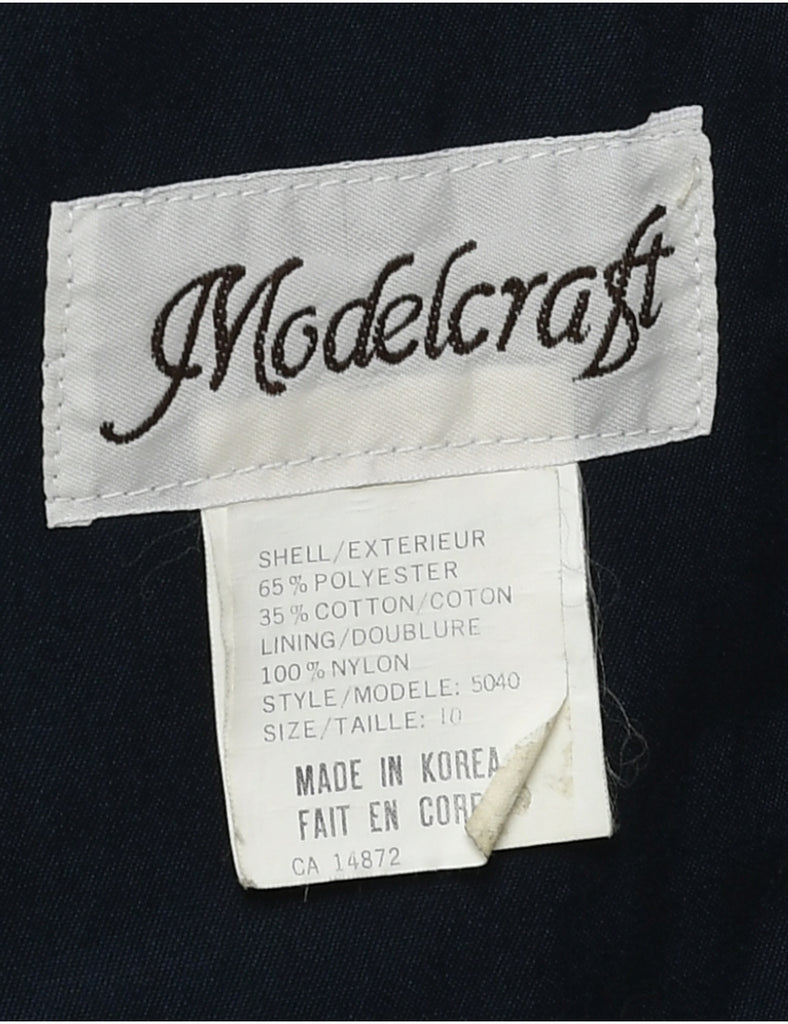 Modelcraft
SHELL/EXTERIEUR
65% POLYESTER
35% COTTON/COTON
LINING/DOUBLURE
100% NYLON
STYLE/MODELE: 5040
SIZE/TAILLE: 10
MADE IN KOREA
FAIT EN
CA 14872